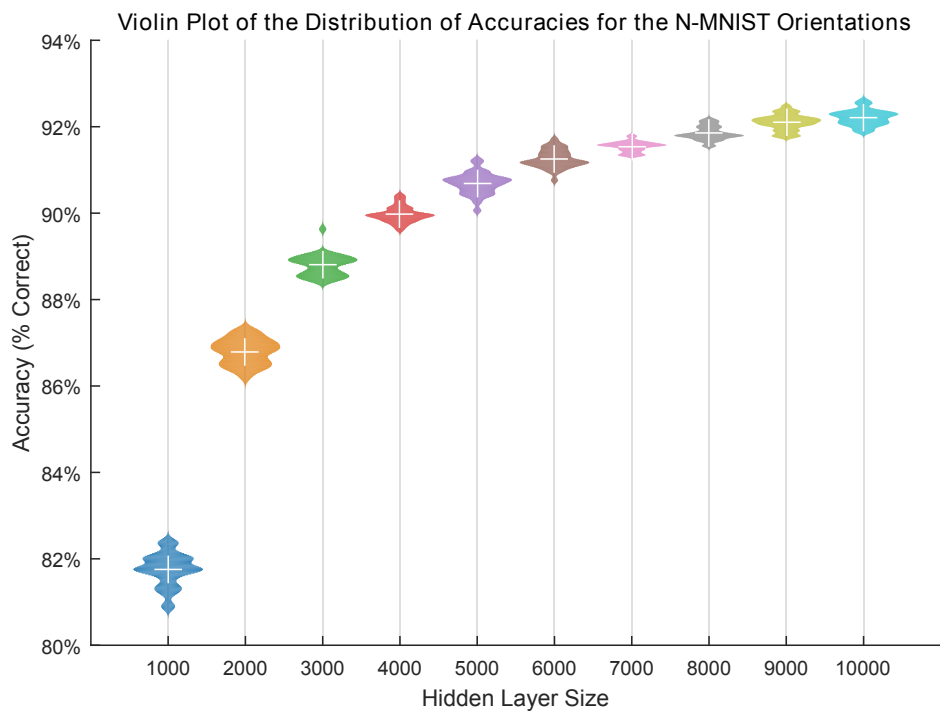 Violin Plot of the Distribution of Accuracies for the N-MNIST Orientations
94%
92%
90%
88%
86%
84%
82%
80%
Accuracy (% Correct)
1000 2000 3000 4000 5000 6000 7000 8000 9000 10000
Hidden Layer Size